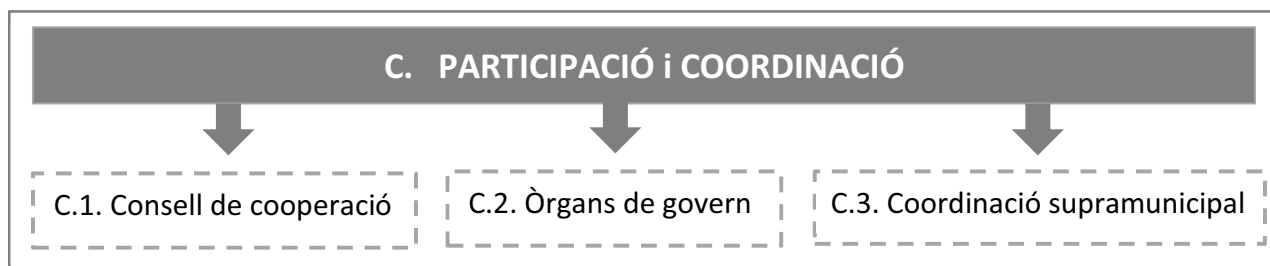 C. PARTICIPACIÓ i COORDINACIÓ
C.1. Consell de cooperació
C.2. Òrgans de govern
C.3. Coordinació supramunicipal